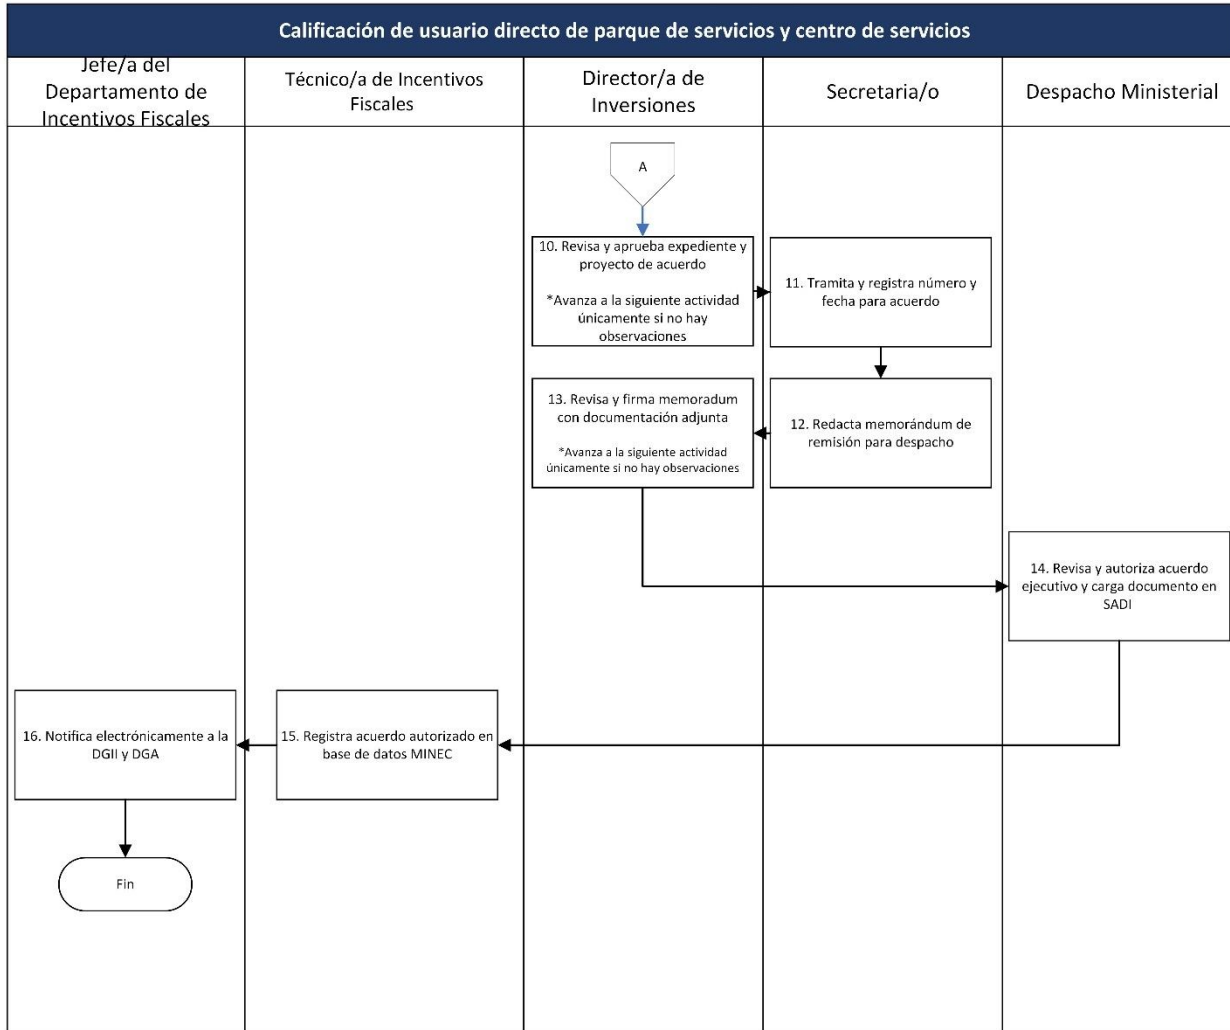 Calificación de usuario directo de parque de servicios y centro de servicios
Jefe/a del
Departamento de
Incentivos Fiscales
Técnico/a de Incentivos
Fiscales
Director/a de
Inversiones
Secretaria/o
Despacho Ministerial
A
10. Revisa y aprueba expediente y
proyecto de acuerdo
*Avanza a la siguiente actividad
únicamente si no hay
observaciones
11. Tramita y registra número y
fecha para acuerdo
13. Revisa y firma memoradum
con documentación adjunta
*Avanza a la siguiente actividad
únicamente si no hay observaciones
12. Redacta memorándum de
remisión para despacho
14. Revisa y autoriza acuerdo
ejecutivo y carga documento en
SADI
16. Notifica electrónicamente a la
DGII y DGA
15. Registra acuerdo autorizado en
base de datos MINEC
Fin